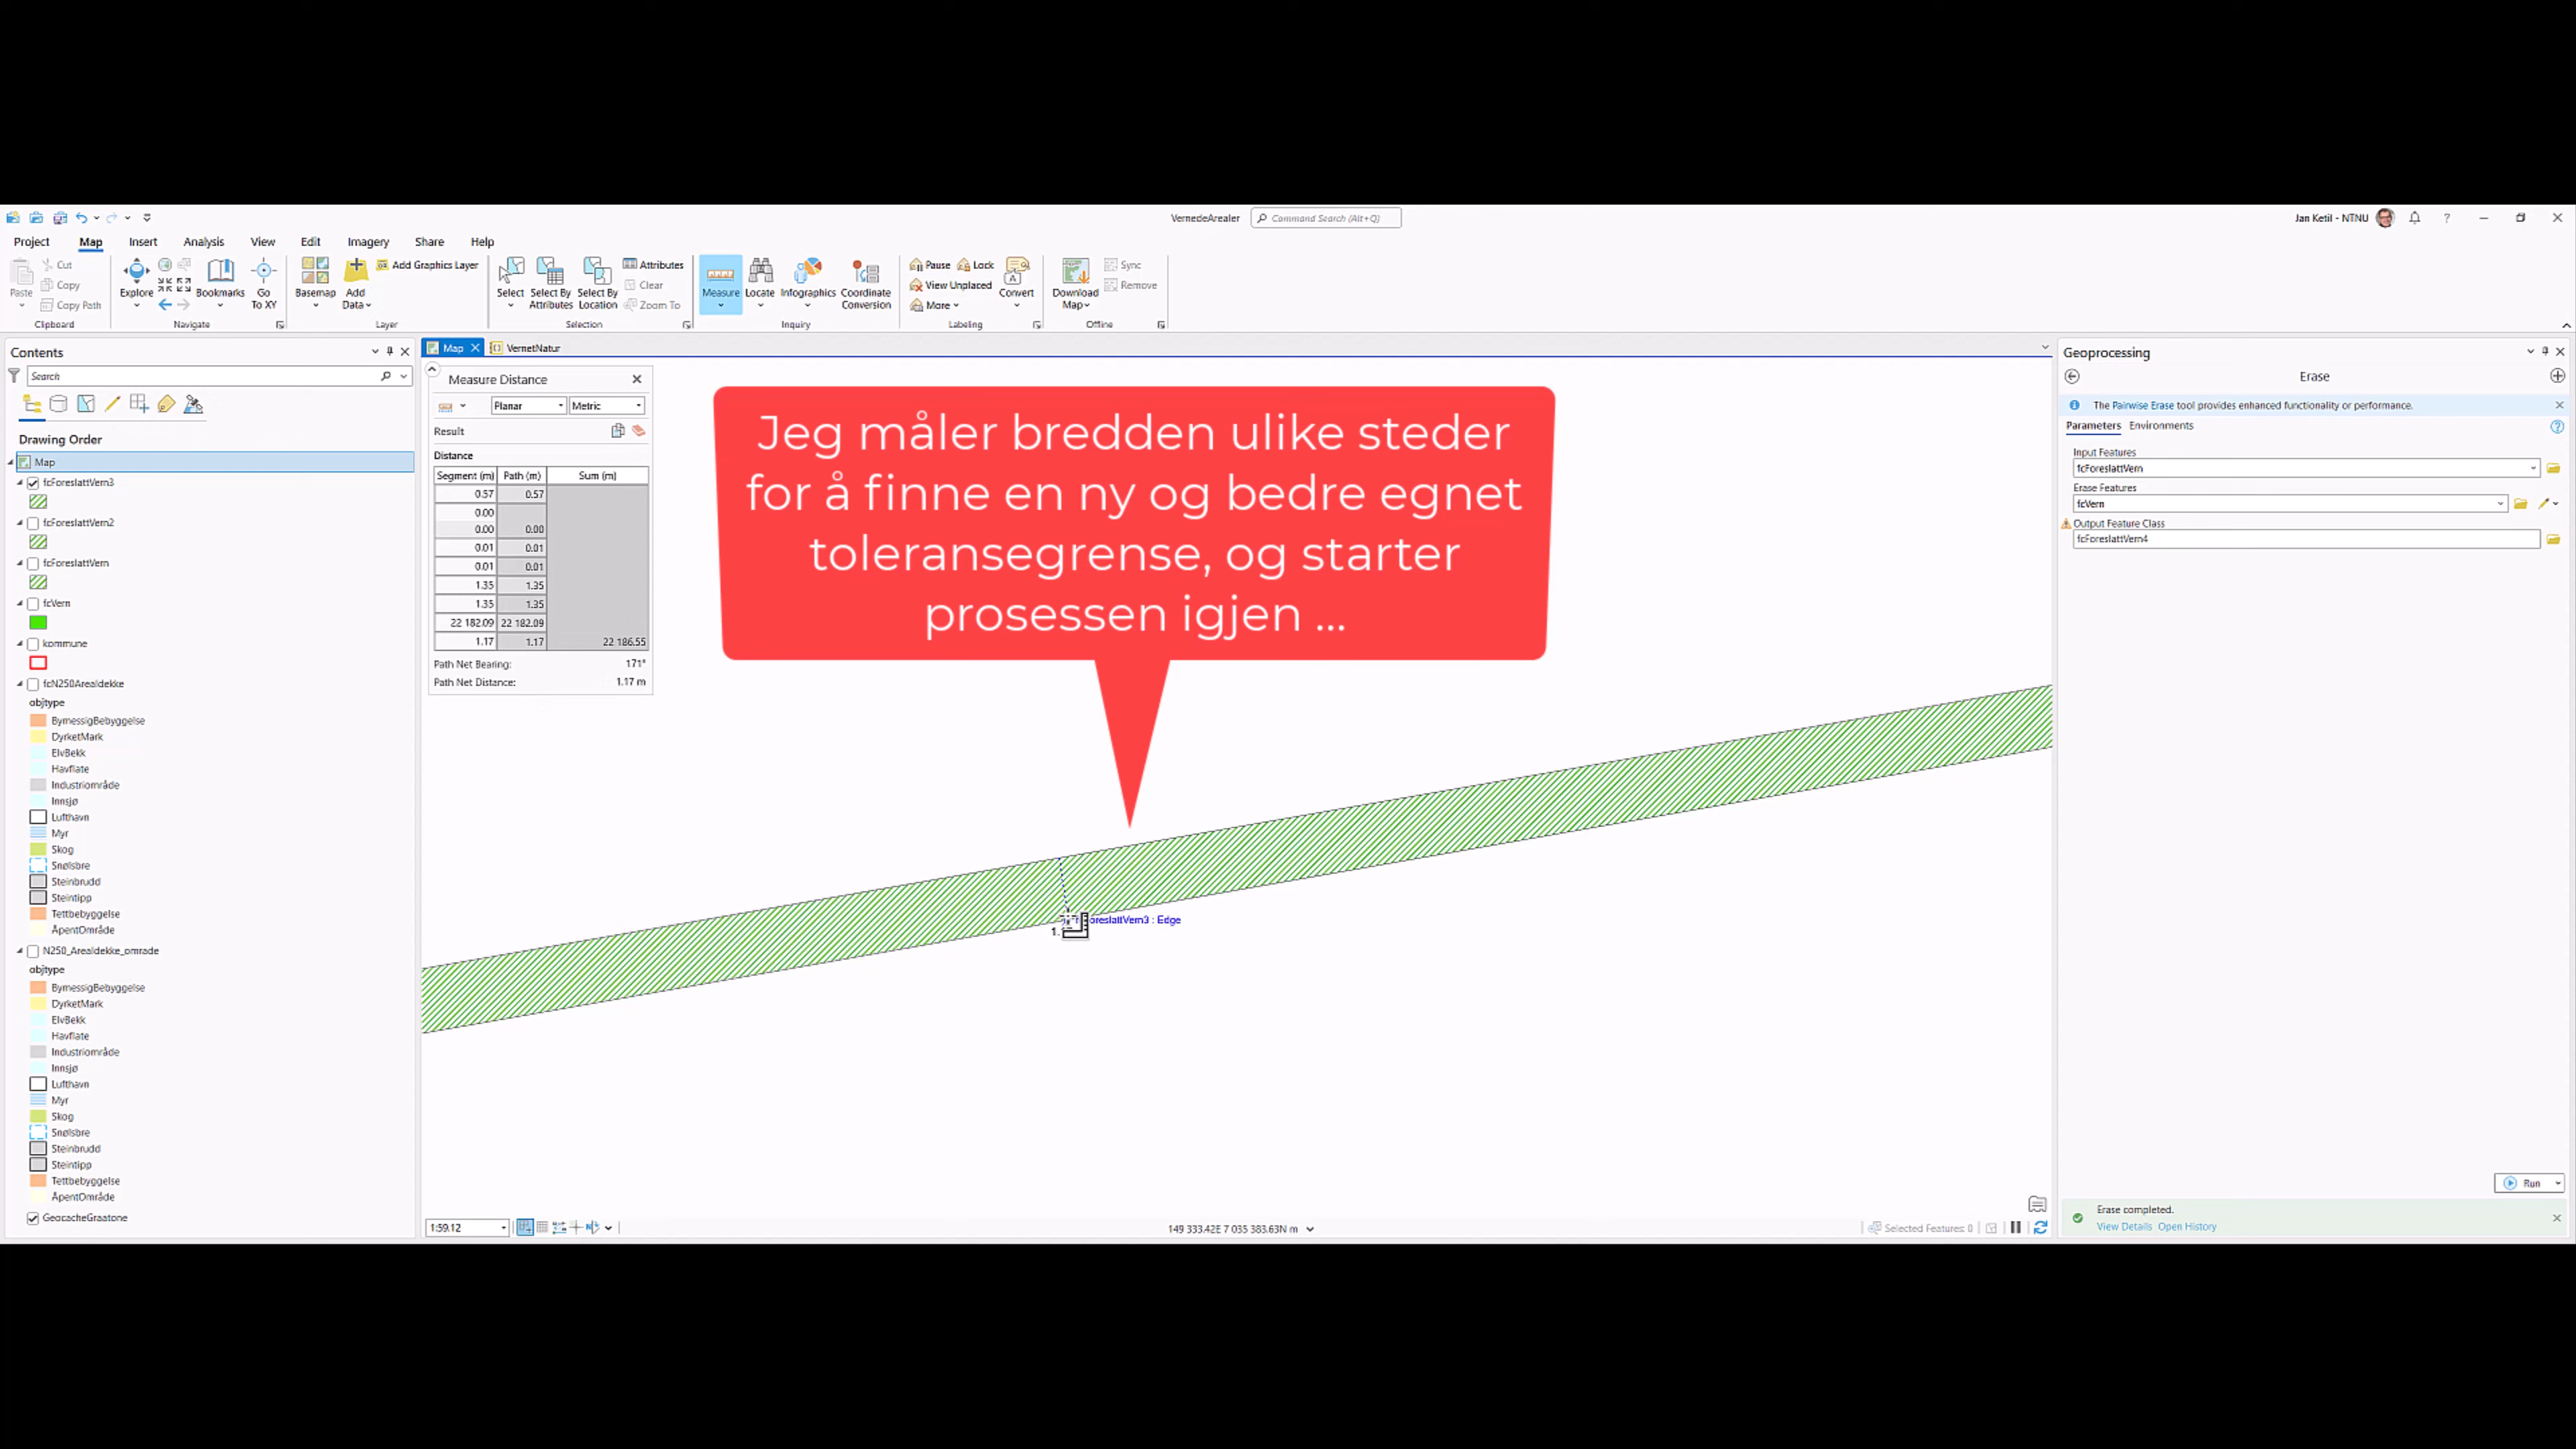 VernedeArealer
Command Search (Alt+Q)
Jan Ketil - NTNU
?
Project Map Insert Analysis View Edit Imagery Share Help
Paste
Cut
Copy
Copy Path
Clipboard
Explore
Bookmarks
Go To XY
Navigate
Basemap
Add Data
Add Graphics Layer
Layer
Select
Select By Attributes
Select By Location
Attributes
Clear
Zoom To
Selection
Measure
Locate
Infographics
Coordinate Conversion
Inquiry
Pause
Lock
View Unplaced
More
Convert
Labeling
Download Map
Sync
Remove
Offline
Contents
Search
Drawing Order
Map
fcForeslattVern3
fcForeslattVern2
fcForeslattVern
fcVern
kommune
fcN250Arealdekke
objtype
BymessigBebyggelse
DyrketMark
ElvBekk
Havflate
Industriområde
Innsjø
Lufthavn
Myr
Skog
SnøIsbre
Steinbrudd
Steintipp
Tettbebyggelse
ÅpentOmråde
N250_Arealdekke_omrade
objtype
BymessigBebyggelse
DyrketMark
ElvBekk
Havflate
Industriområde
Innsjø
Lufthavn
Myr
Skog
SnøIsbre
Steinbrudd
Steintipp
Tettbebyggelse
ÅpentOmråde
GeocacheGraatone
Map
VernetNatur
Measure Distance
Planar Metric
Result
Distance
Segment (m) Path (m) Sum (m)
0.57 0.57
0.00
0.00 0.00
0.01 0.01
0.01 0.01
1.35 1.35
1.35 1.35
22 182.09 22 182.09
1.17 1.17 22 186.55
Path Net Bearing: 171°
Path Net Distance: 1.17 m
Jeg måler bredden ulike steder
for å finne en ny og bedre egnet
toleransegrense, og starter
prosessen igjen ...
oreslattVern3 : Edge
1.
1:59.12
149 333.42E 7 035 383.63N m
Selected Features: 0
Geoprocessing
Erase
The Pairwise Erase tool provides enhanced functionality or performance.
Parameters Environments
?
Input Features
fcForeslattVern
Erase Features
fcVern
Output Feature Class
fcForeslattVern4
Run
Erase completed.
View Details Open History